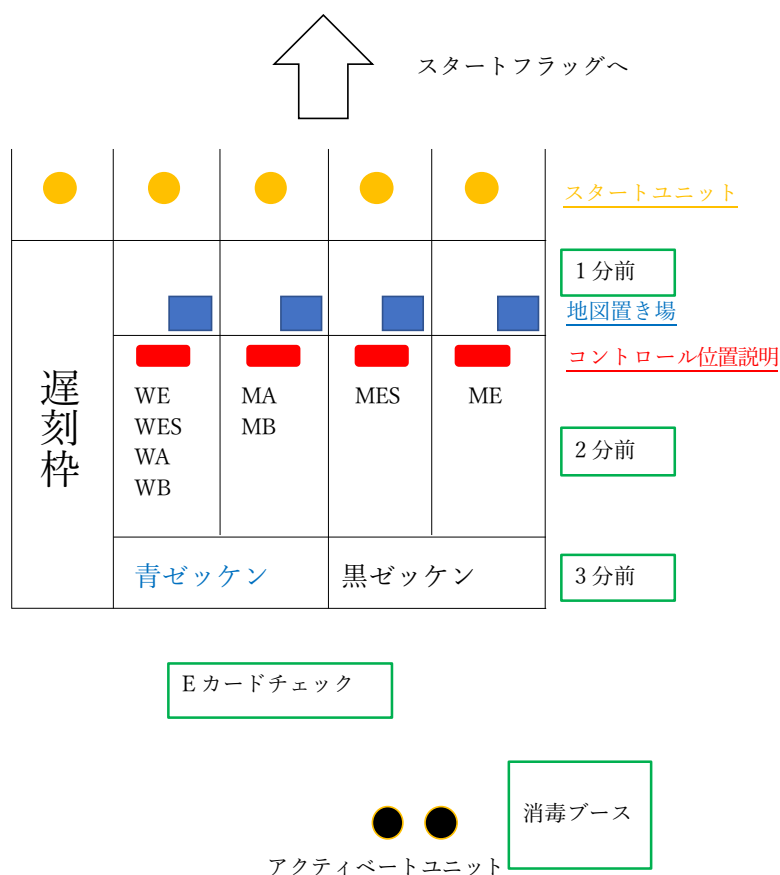 スタートフラッグへ
スタートユニット
1分前
地図置き場
コントロール位置説明
遅刻枠
WE
WES
WA
WB
MA
MB
MES
ME
2分前
青ゼッケン
黒ゼッケン
3分前
Eカードチェック
消毒ブース
アクティベートユニット